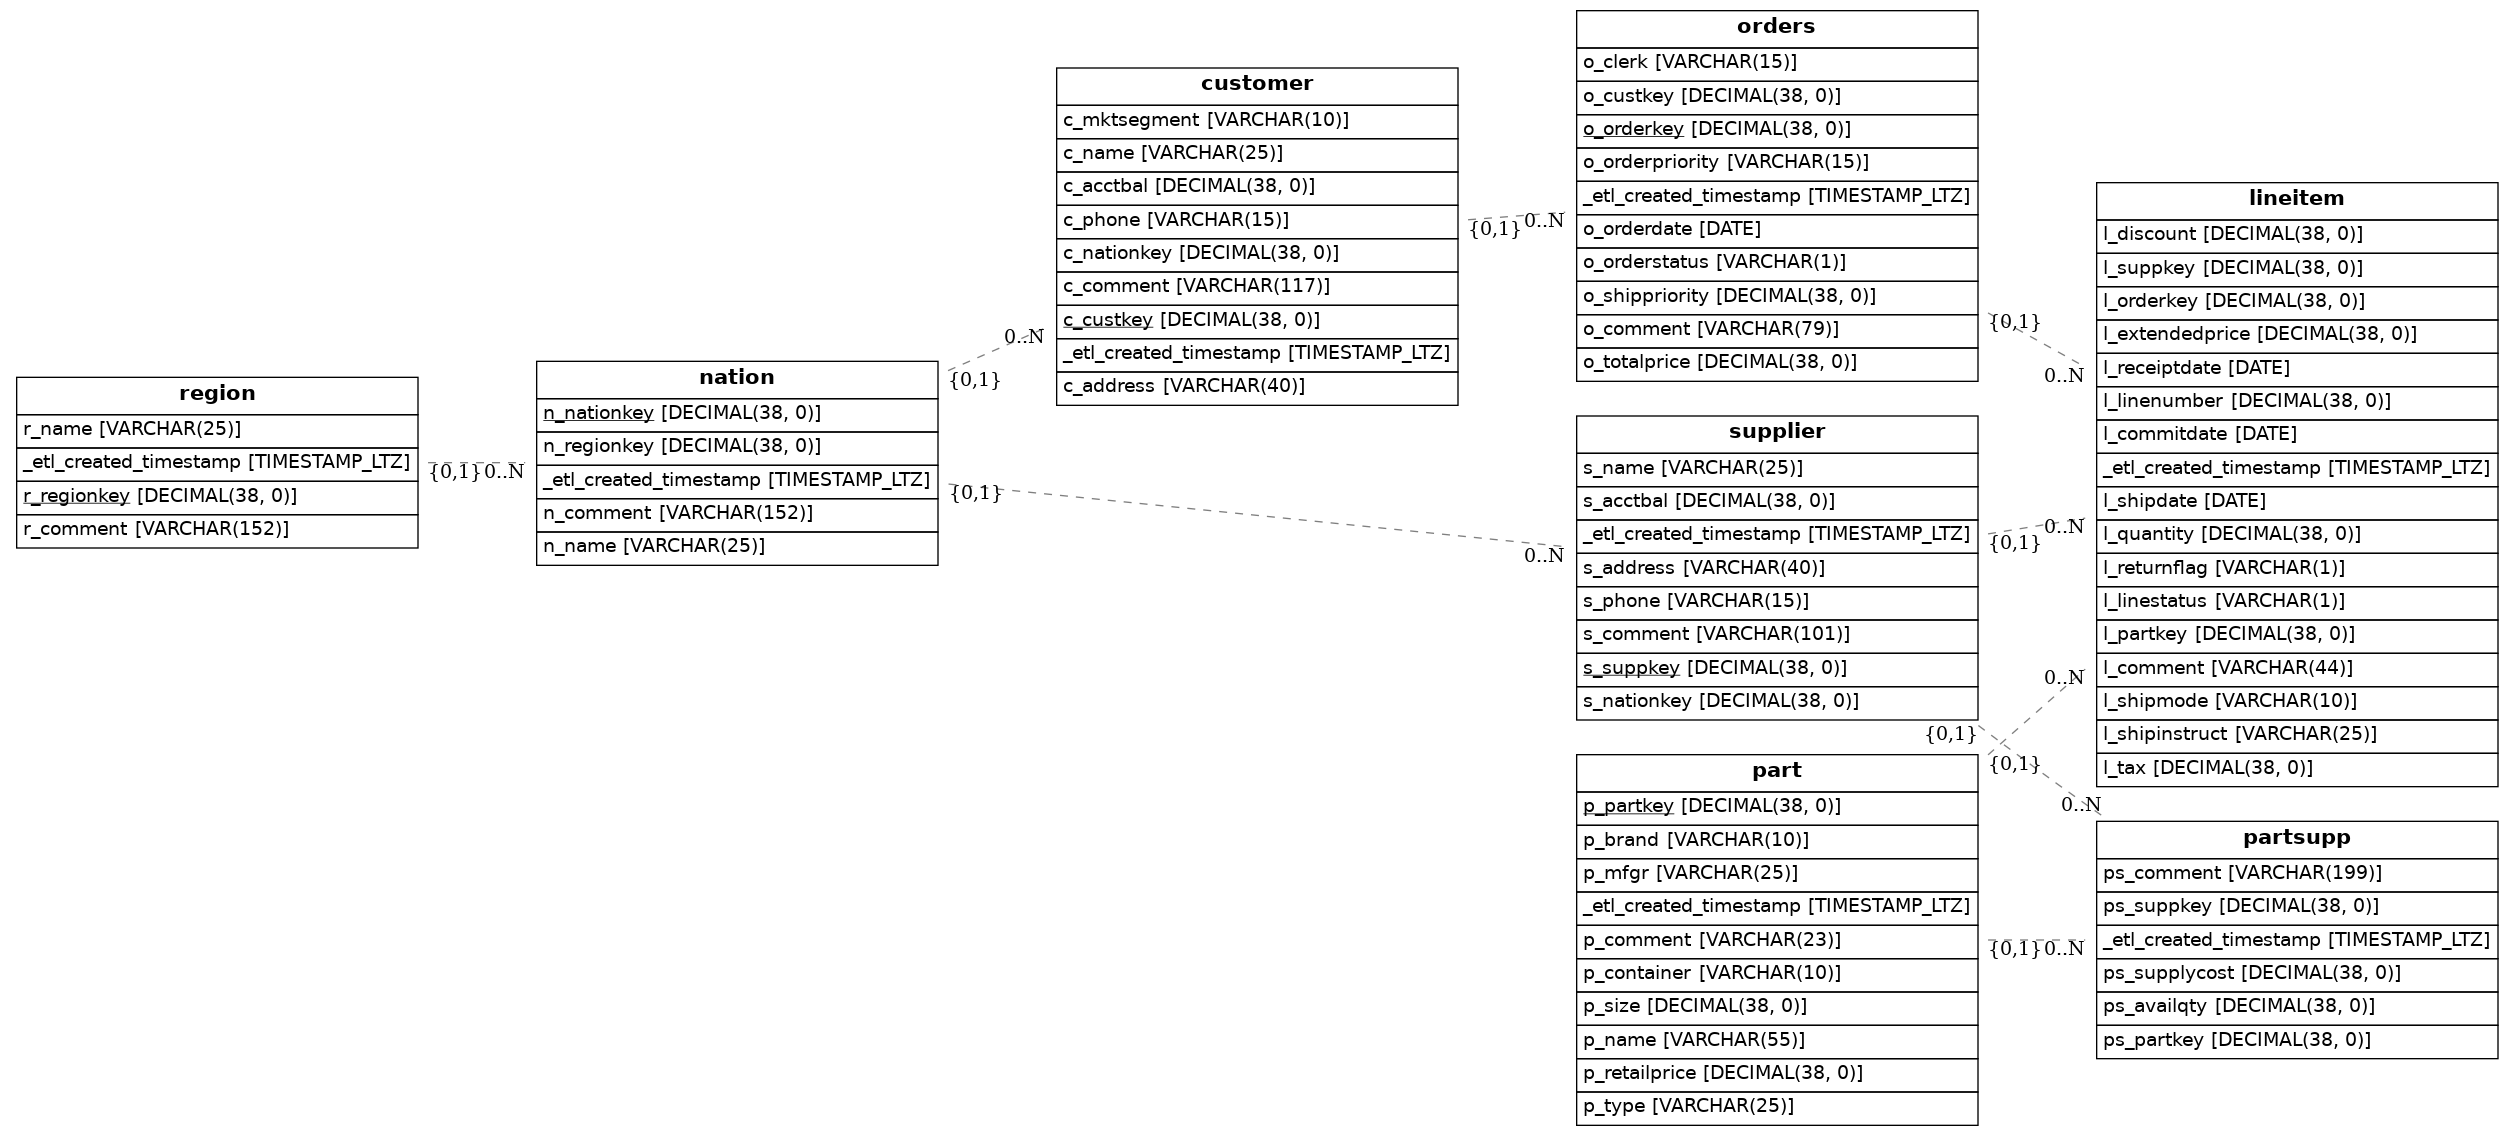 region
r_name [VARCHAR(25)]
_etl_created_timestamp [TIMESTAMP_LTZ]
r_regionkey [DECIMAL(38, 0)]
r_comment [VARCHAR(152)]
{0,1}
0..N
nation
n_nationkey [DECIMAL(38, 0)]
n_regionkey [DECIMAL(38, 0)]
_etl_created_timestamp [TIMESTAMP_LTZ]
n_comment [VARCHAR(152)]
n_name [VARCHAR(25)]
{0,1}
0..N
{0,1}
0..N
customer
c_mktsegment [VARCHAR(10)]
c_name [VARCHAR(25)]
c_acctbal [DECIMAL(38, 0)]
c_phone [VARCHAR(15)]
c_nationkey [DECIMAL(38, 0)]
c_comment [VARCHAR(117)]
c_custkey [DECIMAL(38, 0)]
_etl_created_timestamp [TIMESTAMP_LTZ]
c_address [VARCHAR(40)]
{0,1}
0..N
orders
o_clerk [VARCHAR(15)]
o_custkey [DECIMAL(38, 0)]
o_orderkey [DECIMAL(38, 0)]
o_orderpriority [VARCHAR(15)]
_etl_created_timestamp [TIMESTAMP_LTZ]
o_orderdate [DATE]
o_orderstatus [VARCHAR(1)]
o_shippriority [DECIMAL(38, 0)]
o_comment [VARCHAR(79)]
o_totalprice [DECIMAL(38, 0)]
{0,1}
0..N
supplier
s_name [VARCHAR(25)]
s_acctbal [DECIMAL(38, 0)]
_etl_created_timestamp [TIMESTAMP_LTZ]
s_address [VARCHAR(40)]
s_phone [VARCHAR(15)]
s_comment [VARCHAR(101)]
s_suppkey [DECIMAL(38, 0)]
s_nationkey [DECIMAL(38, 0)]
{0,1}
0..N
{0,1}
0..N
part
p_partkey [DECIMAL(38, 0)]
p_brand [VARCHAR(10)]
p_mfgr [VARCHAR(25)]
_etl_created_timestamp [TIMESTAMP_LTZ]
p_comment [VARCHAR(23)]
p_container [VARCHAR(10)]
p_size [DECIMAL(38, 0)]
p_name [VARCHAR(55)]
p_retailprice [DECIMAL(38, 0)]
p_type [VARCHAR(25)]
{0,1}
0..N
{0,1}
0..N
lineitem
l_discount [DECIMAL(38, 0)]
l_suppkey [DECIMAL(38, 0)]
l_orderkey [DECIMAL(38, 0)]
l_extendedprice [DECIMAL(38, 0)]
l_receiptdate [DATE]
l_linenumber [DECIMAL(38, 0)]
l_commitdate [DATE]
_etl_created_timestamp [TIMESTAMP_LTZ]
l_shipdate [DATE]
l_quantity [DECIMAL(38, 0)]
l_returnflag [VARCHAR(1)]
l_linestatus [VARCHAR(1)]
l_partkey [DECIMAL(38, 0)]
l_comment [VARCHAR(44)]
l_shipmode [VARCHAR(10)]
l_shipinstruct [VARCHAR(25)]
l_tax [DECIMAL(38, 0)]
partsupp
ps_comment [VARCHAR(199)]
ps_suppkey [DECIMAL(38, 0)]
_etl_created_timestamp [TIMESTAMP_LTZ]
ps_supplycost [DECIMAL(38, 0)]
ps_availqty [DECIMAL(38, 0)]
ps_partkey [DECIMAL(38, 0)]